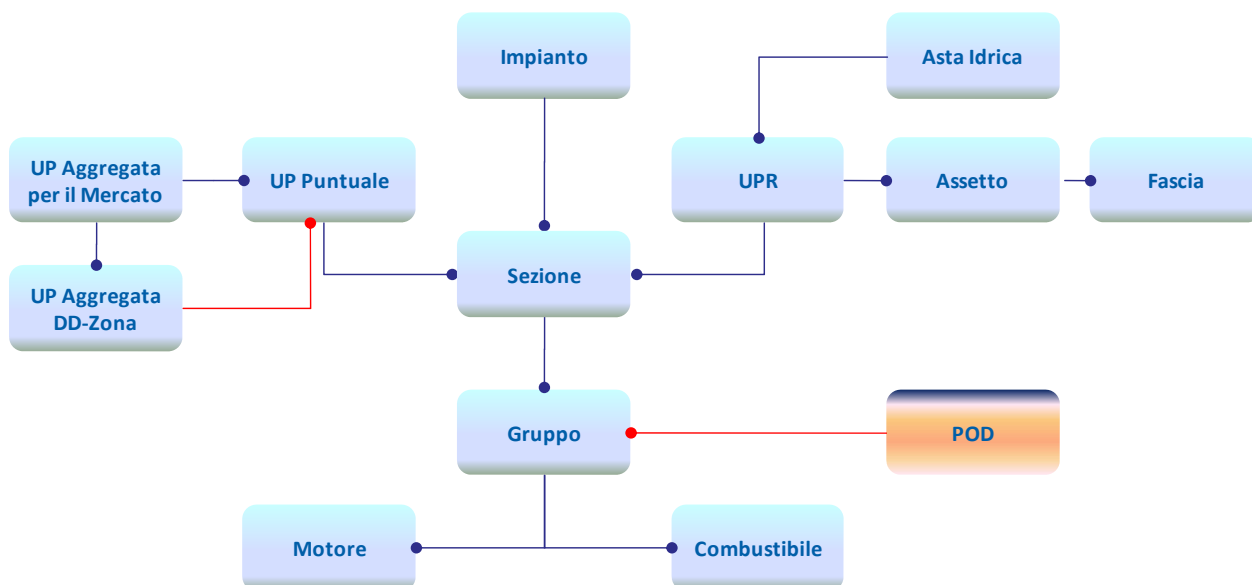 Impianto
Asta Idrica
UP Aggregata
per il Mercato
UP Puntuale
UPR
Assetto
Fascia
Sezione
UP Aggregata
DD-Zona
Gruppo
POD
Motore
Combustibile